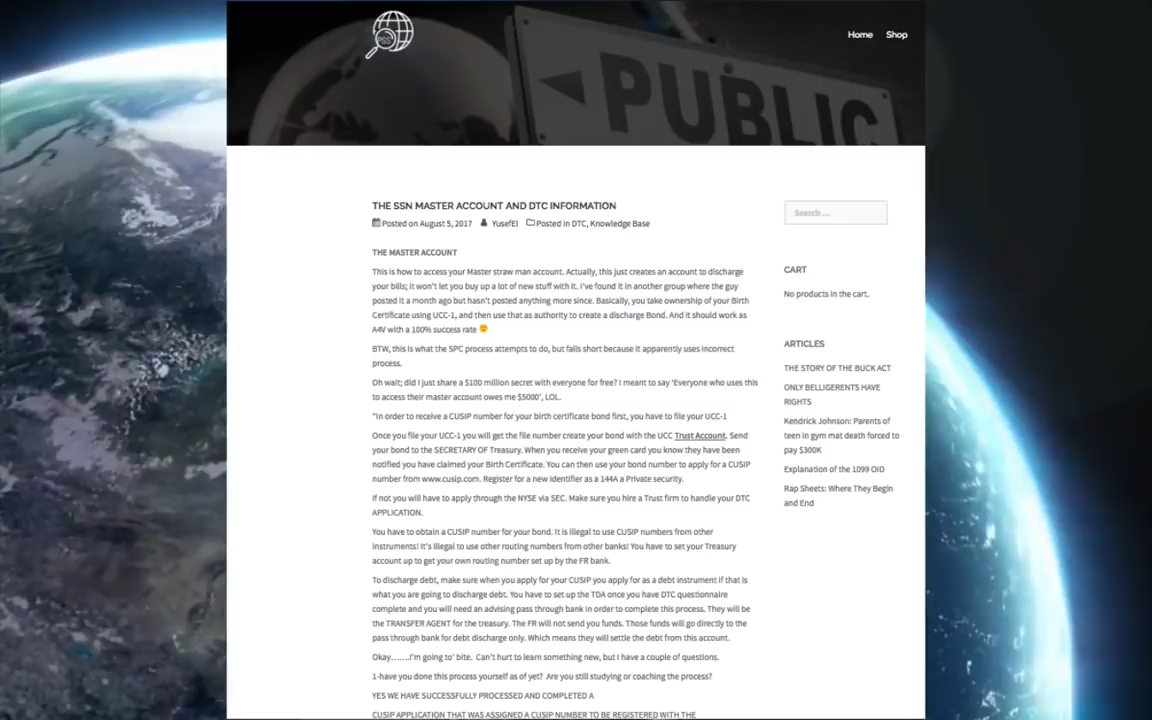 PSS
Home Shop
PUBLIC
THE SSN MASTER ACCOUNT AND DTC INFORMATION
Posted on August 5, 2017 YusefEl Posted in DTC, Knowledge Base
THE MASTER ACCOUNT
This is how to access your Master straw man account. Actually, this just creates an account to discharge
your bills; it won't let you buy up a lot of new stuff with it. I've found it in another group where the guy
posted it a month ago but hasn't posted anything more since. Basically, you take ownership of your Birth
Certificate using UCC-1, and then use that as authority to create a discharge Bond. And it should work as
A4V with a 100% success rate
BTW, this is what the SPC process attempts to do, but falls short because it apparently uses incorrect
process.
Oh wait; did I just share a $100 million secret with everyone for free? I meant to say 'Everyone who uses this
to access their master account owes me $5000', LOL.
"In order to receive a CUSIP number for your birth certificate bond first, you have to file your UCC-1
Once you file your UCC-1 you will get the file number create your bond with the UCC Trust Account. Send
your bond to the SECRETARY OF Treasury. When you receive your green card you know they have been
notified you have claimed your Birth Certificate. You can then use your bond number to apply for a CUSIP
number from www.cusip.com. Register for a new identifier as a 144A a Private security.
If not you will have to apply through the NYSE via SEC. Make sure you hire a Trust firm to handle your DTC
APPLICATION.
You have to obtain a CUSIP number for your bond. It is illegal to use CUSIP numbers from other
instruments! It's illegal to use other routing numbers from other banks! You have to set your Treasury
account up to get your own routing number set up by the FR bank.
To discharge debt, make sure when you apply for your CUSIP you apply for as a debt instrument if that is
what you are going to discharge debt. You have to set up the TDA once you have DTC questionnaire
complete and you will need an advising pass through bank in order to complete this process. They will be
the TRANSFER AGENT for the treasury. The FR will not send you funds. Those funds will go directly to the
pass through bank for debt discharge only. Which means they will settle the debt from this account.
Okay…….I'm going to' bite. Can't hurt to learn something new, but I have a couple of questions.
1-have you done this process yourself as of yet? Are you still studying or coaching the process?
YES WE HAVE SUCCESSFULLY PROCESSED AND COMPLETED A
CUSIP APPLICATION THAT WAS ASSIGNED A CUSIP NUMBER TO BE REGISTERED WITH THE
Search …
CART
No products in the cart.
ARTICLES
THE STORY OF THE BUCK ACT
ONLY BELLIGERENTS HAVE
RIGHTS
Kendrick Johnson: Parents of
teen in gym mat death forced to
pay $300K
Explanation of the 1099 OID
Rap Sheets: Where They Begin
and End